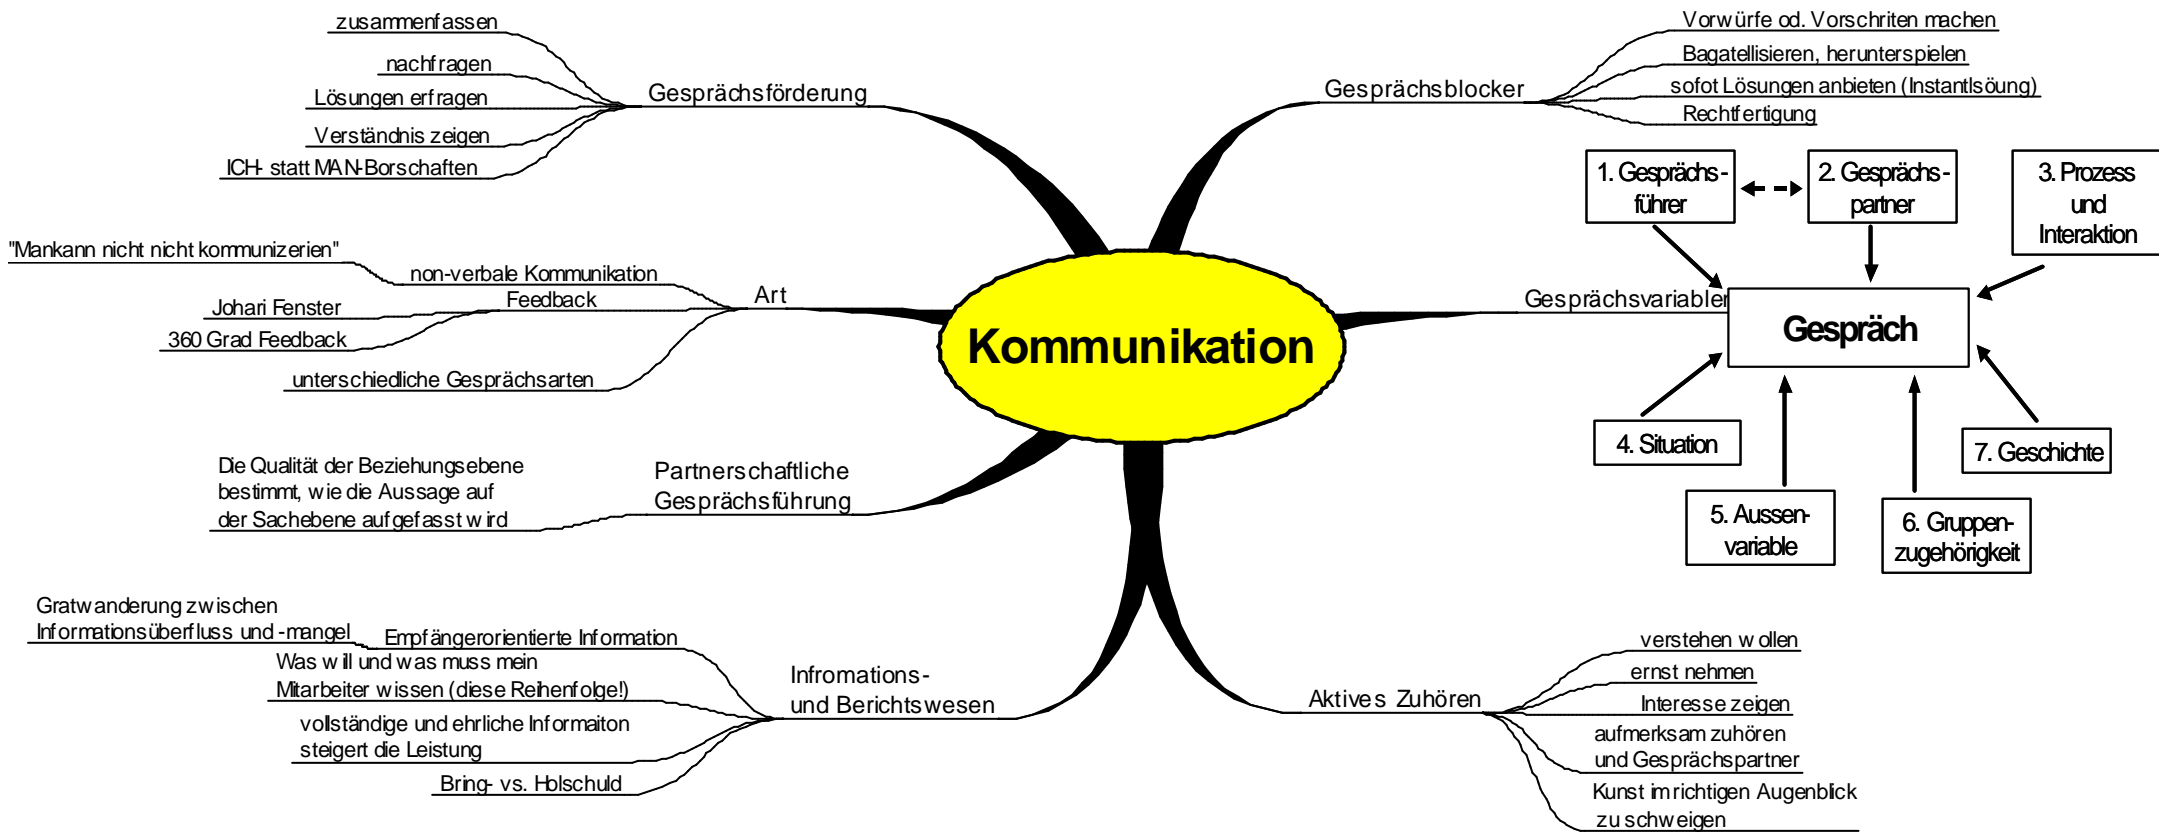 zusammenfassen
nachfragen
Lösungen erfragen
Verständnis zeigen
ICH- statt MAN-Borschaften
Gesprächsförderung
"Mankann nicht nicht kommunizerien"
non-verbale Kommunikation
Johari Fenster
360 Grad Feedback
Feedback
unterschiedliche Gesprächsarten
Art
Die Qualität der Beziehungsebene
bestimmt, wie die Aussage auf
der Sachebene aufgefasst wird
Partnerschaftliche
Gesprächsführung
Gratwanderung zwischen
Informationsüberfluss und -mangel
Empfängerorientierte Information
Was will und was muss mein
Mitarbeiter wissen (diese Reihenfolge!)
vollständige und ehrliche Informaiton
steigert die Leistung
Bring- vs. Holschuld
Infromations-
und Berichtswesen
Kommunikation
Gesprächsblocker
Vorwürfe od. Vorschriten machen
Bagatellisieren, herunterspielen
sofot Lösungen anbieten (Instantlsöung)
Rechtfertigung
Gesprächsvariablen
1. Gesprächs-
führer
2. Gesprächs-
partner
3. Prozess
und
Interaktion
Gespräch
4. Situation
5. Aussen-
variable
6. Gruppen-
zugehörigkeit
7. Geschichte
Aktives Zuhören
verstehen wollen
ernst nehmen
Interesse zeigen
aufmerksam zuhören
und Gesprächspartner
Kunst im richtigen Augenblick
zu schweigen